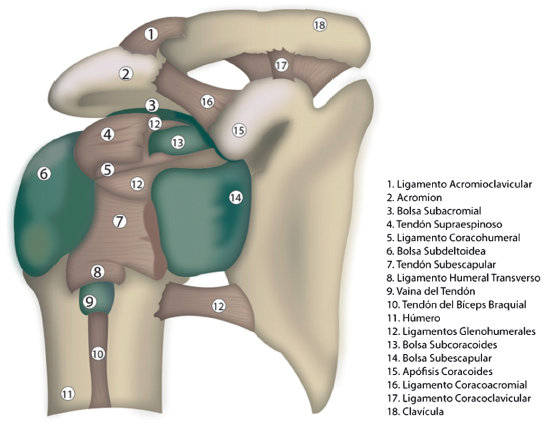 1
18
2
17
3
16
12
4
13
15
5
6
12
14
7
8
9
12
10
11
1. Ligamento Acromioclavicular
2. Acromion
3. Bolsa Subacromial
4. Tendón Supraespinoso
5. Ligamento Coracohumeral
6. Bolsa Subdeltoidea
7. Tendón Subescapular
8. Ligamento Humeral Transverso
9. Vaina del Tendón
10. Tendón del Bíceps Braquial
11. Húmero
12. Ligamentos Glenohumerales
13. Bolsa Subcoracoides
14. Bolsa Subescapular
15. Apófisis Coracoides
16. Ligamento Coracoacromial
17. Ligamento Coracoclavicular
18. Clavícula